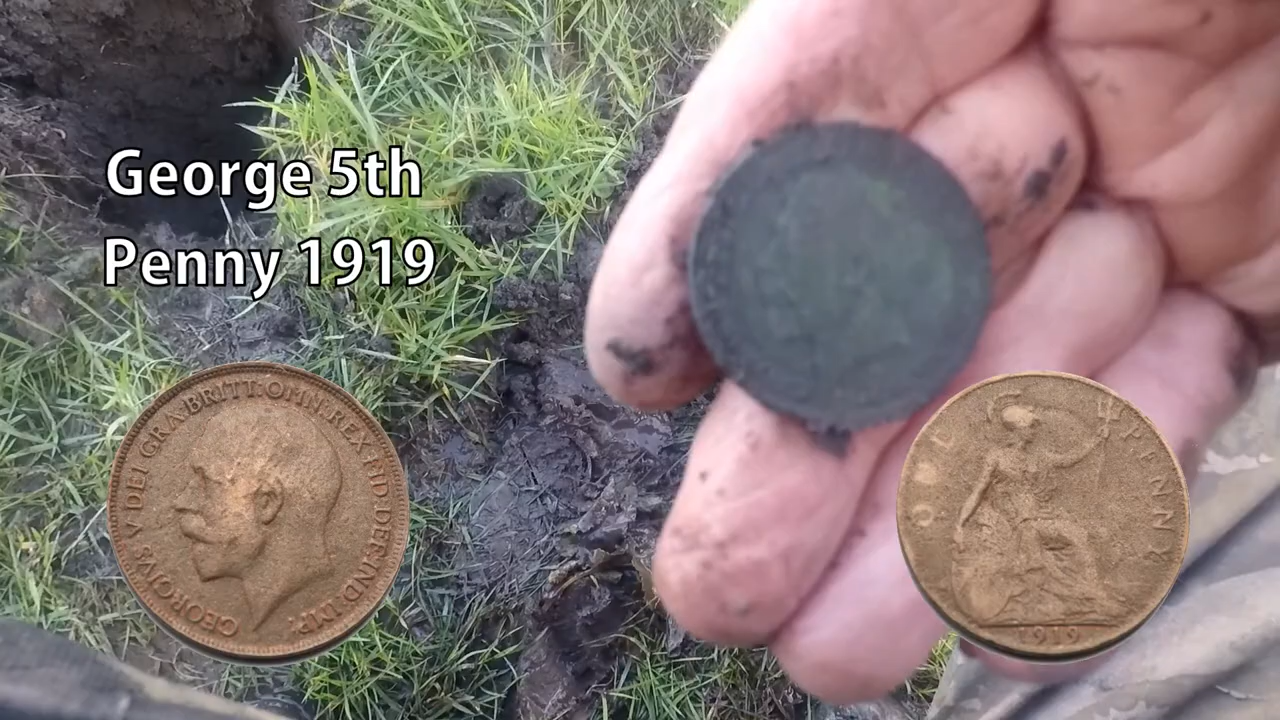 George 5th
Penny 1919
GEORGIVS V DEI GRA:BRITT:OMN:REX FID:DEF:IND:IMP:
ONE PENNY
1919